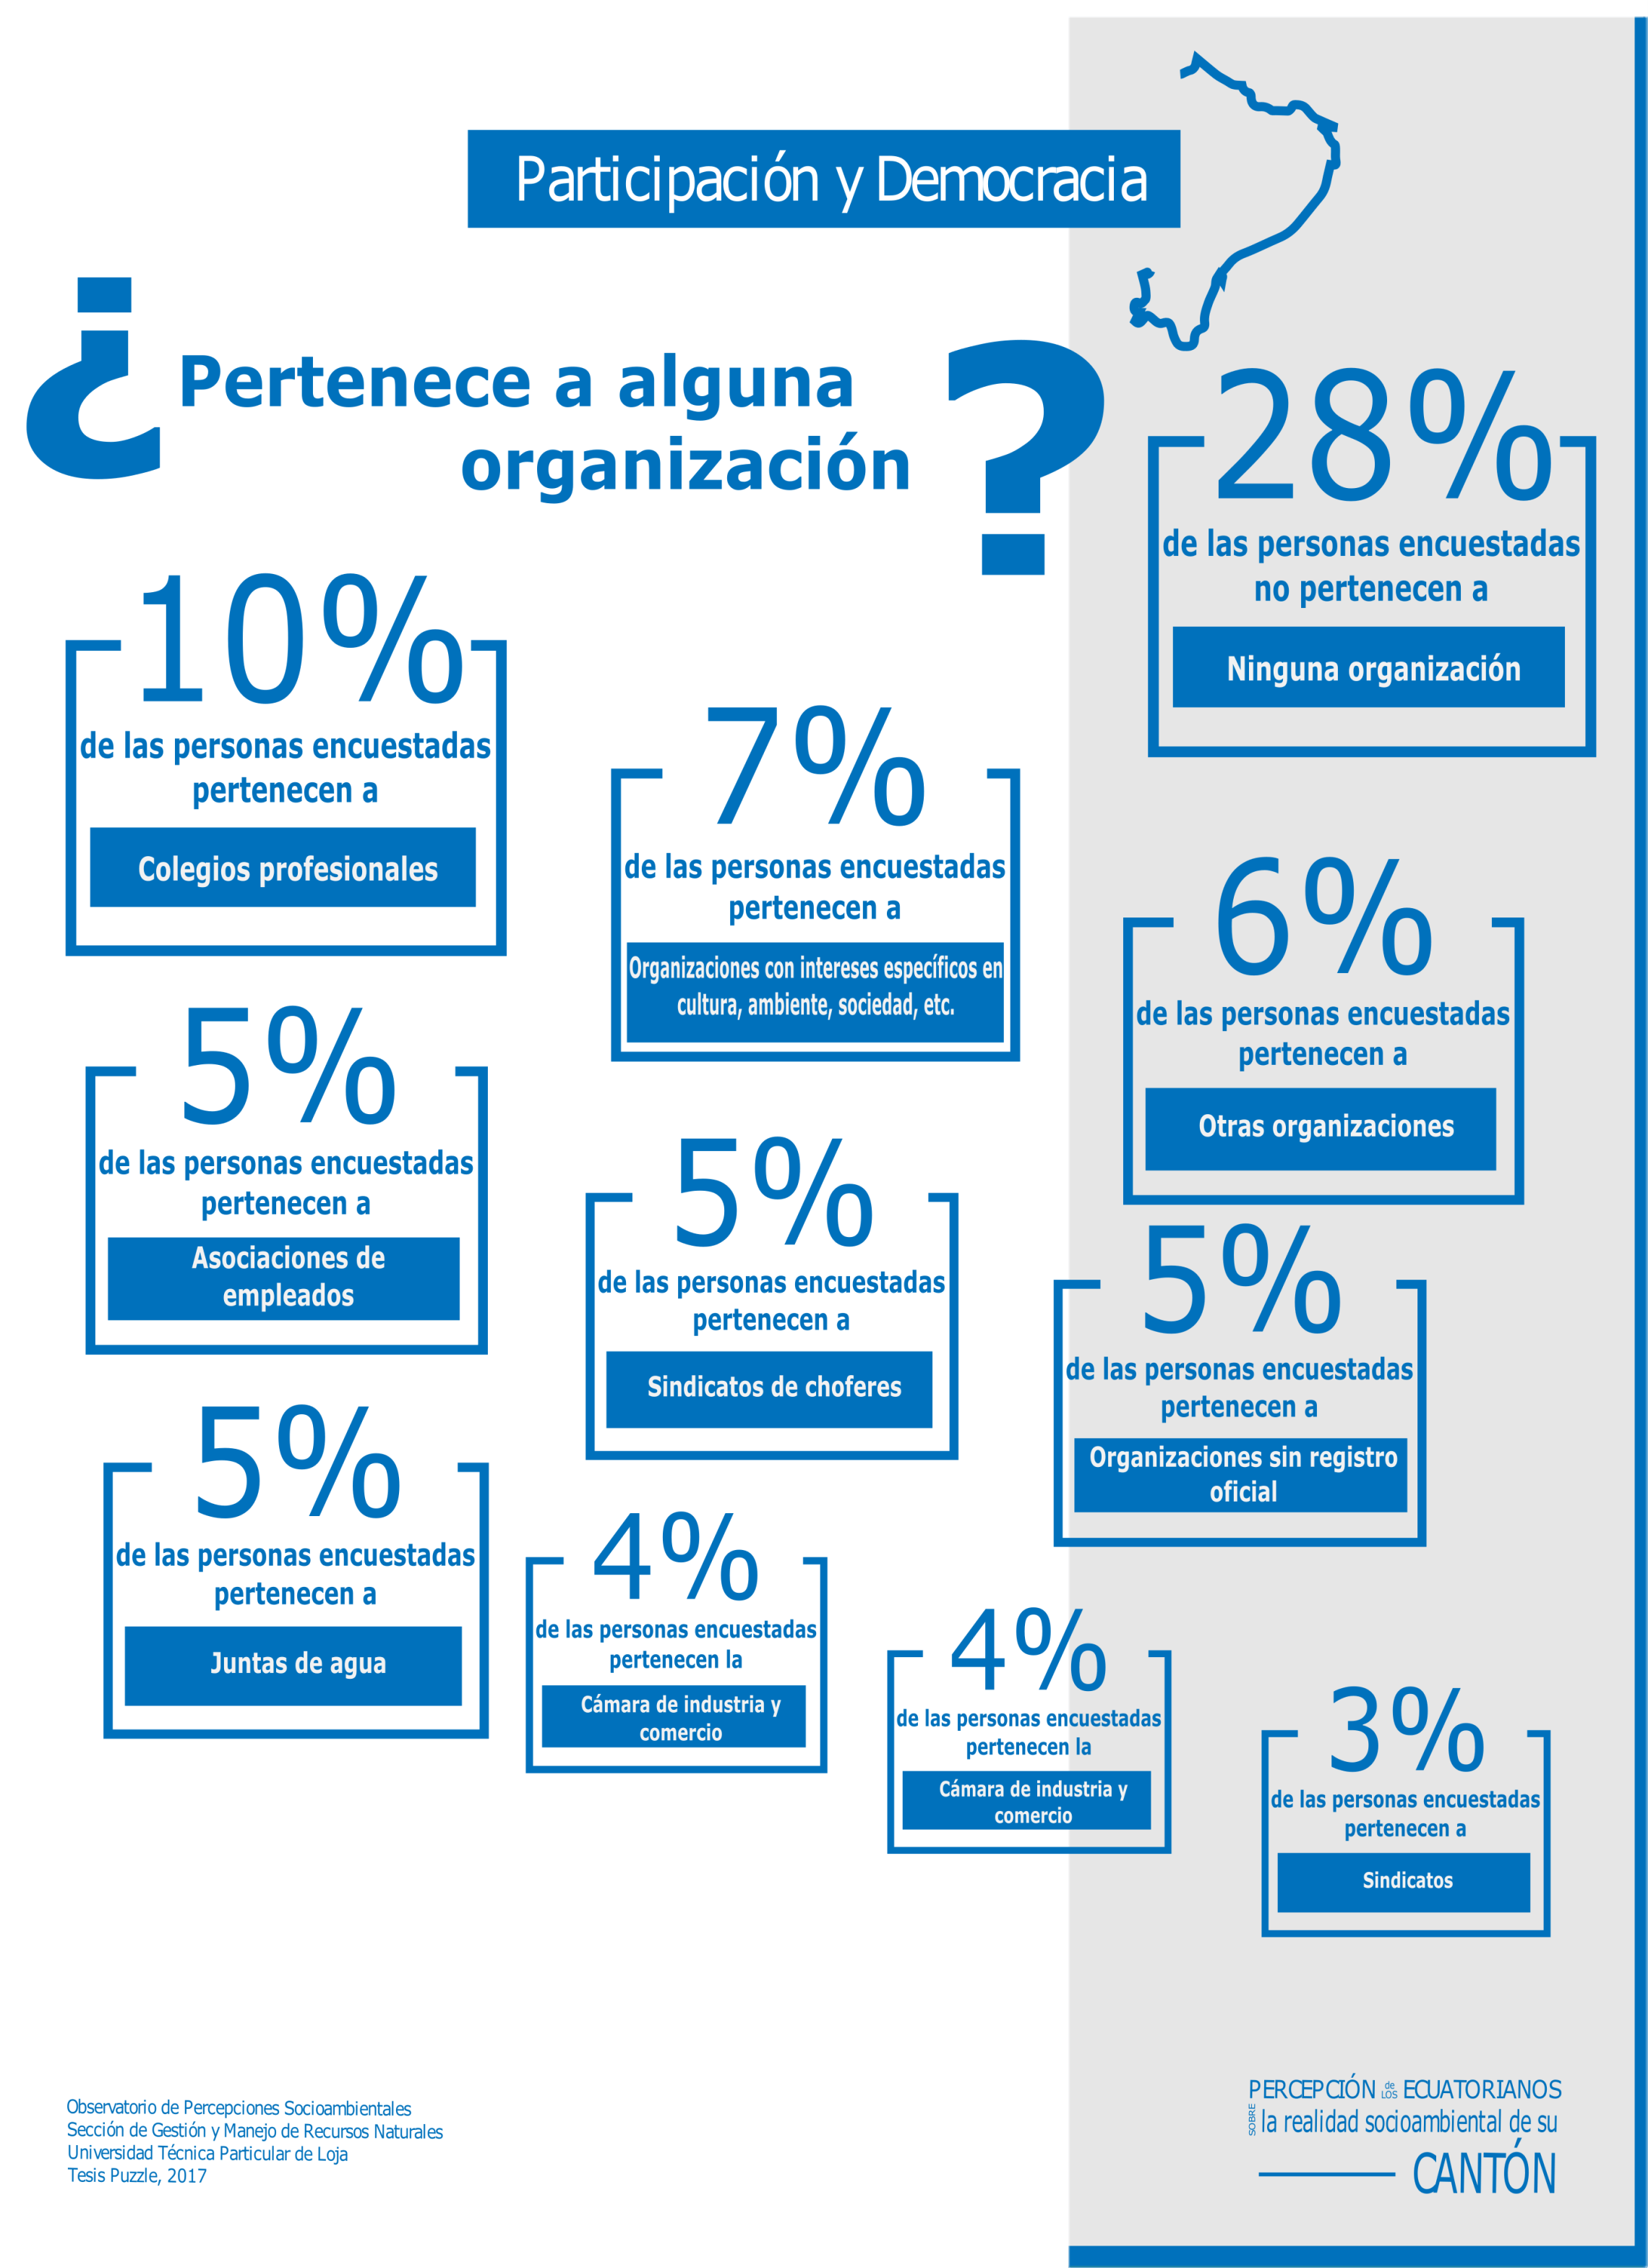 Participación y Democracia
¿
Pertenece a alguna
organización
?
28%
de las personas encuestadas
no pertenecen a
Ninguna organización
10%
de las personas encuestadas
pertenecen a
Colegios profesionales
7%
de las personas encuestadas
pertenecen a
Organizaciones con intereses específicos en
cultura, ambiente, sociedad, etc.
6%
de las personas encuestadas
pertenecen a
Otras organizaciones
5%
de las personas encuestadas
pertenecen a
Asociaciones de
empleados
5%
de las personas encuestadas
pertenecen a
Sindicatos de choferes
5%
de las personas encuestadas
pertenecen a
Organizaciones sin registro
oficial
5%
de las personas encuestadas
pertenecen a
Juntas de agua
4%
de las personas encuestadas
pertenecen la
Cámara de industria y
comercio
4%
de las personas encuestadas
pertenecen la
Cámara de industria y
comercio
3%
de las personas encuestadas
pertenecen a
Sindicatos
Observatorio de Percepciones Socioambientales
Sección de Gestión y Manejo de Recursos Naturales
Universidad Técnica Particular de Loja
Tesis Puzzle, 2017
PERCEPCIÓN de LOS ECUATORIANOS
SOBRE la realidad socioambiental de su
CANTÓN